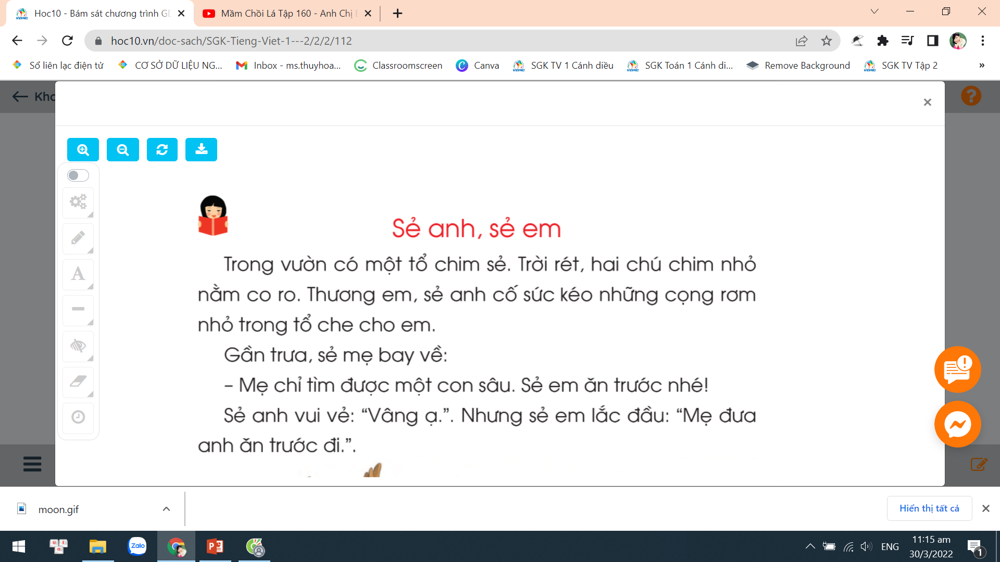 Hoc10 - Bám sát chương trình GD
Mầm Chồi Lá Tập 160 - Anh Chị E
hoc10.vn/doc-sach/SGK-Tieng-Viet-1---2/2/2/112
Sổ liên lạc điện tử
CƠ SỞ DỮ LIỆU NG...
Inbox - ms.thuyhoa...
Classroomscreen
Canva
SGK TV 1 Cánh diều
SGK Toán 1 Cánh di...
Remove Background
SGK TV Tập 2
»
Kho
Sẻ anh, sẻ em
Trong vườn có một tổ chim sẻ. Trời rét, hai chú chim nhỏ
nằm co ro. Thương em, sẻ anh cố sức kéo những cọng rơm
nhỏ trong tổ che cho em.
Gần trưa, sẻ mẹ bay về:
– Mẹ chỉ tìm được một con sâu. Sẻ em ăn trước nhé!
Sẻ anh vui vẻ: “Vâng ạ.”. Nhưng sẻ em lắc đầu: “Mẹ đưa
anh ăn trước đi.”.
moon.gif
Hiển thị tất cả
Zalo
ENG
11:15 am
30/3/2022
1